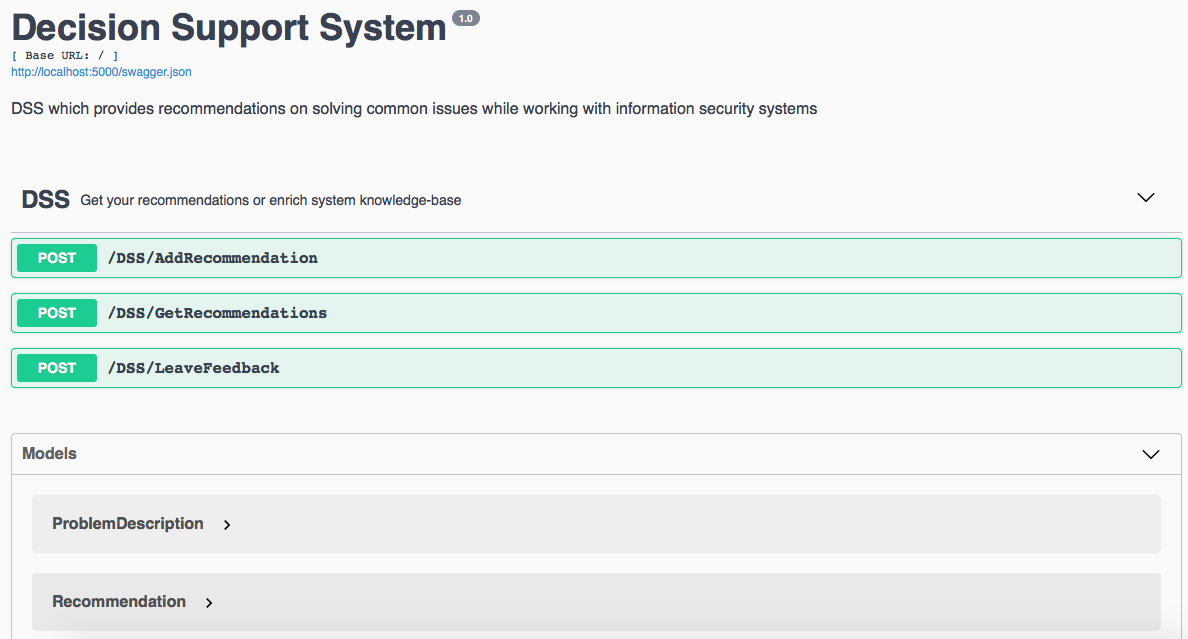 Decision Support System 1.0
[ Base URL: / ]
http://localhost:5000/swagger.json
DSS which provides recommendations on solving common issues while working with information security systems
DSS Get your recommendations or enrich system knowledge-base
POST /DSS/AddRecommendation
POST /DSS/GetRecommendations
POST /DSS/LeaveFeedback
Models
ProblemDescription
Recommendation